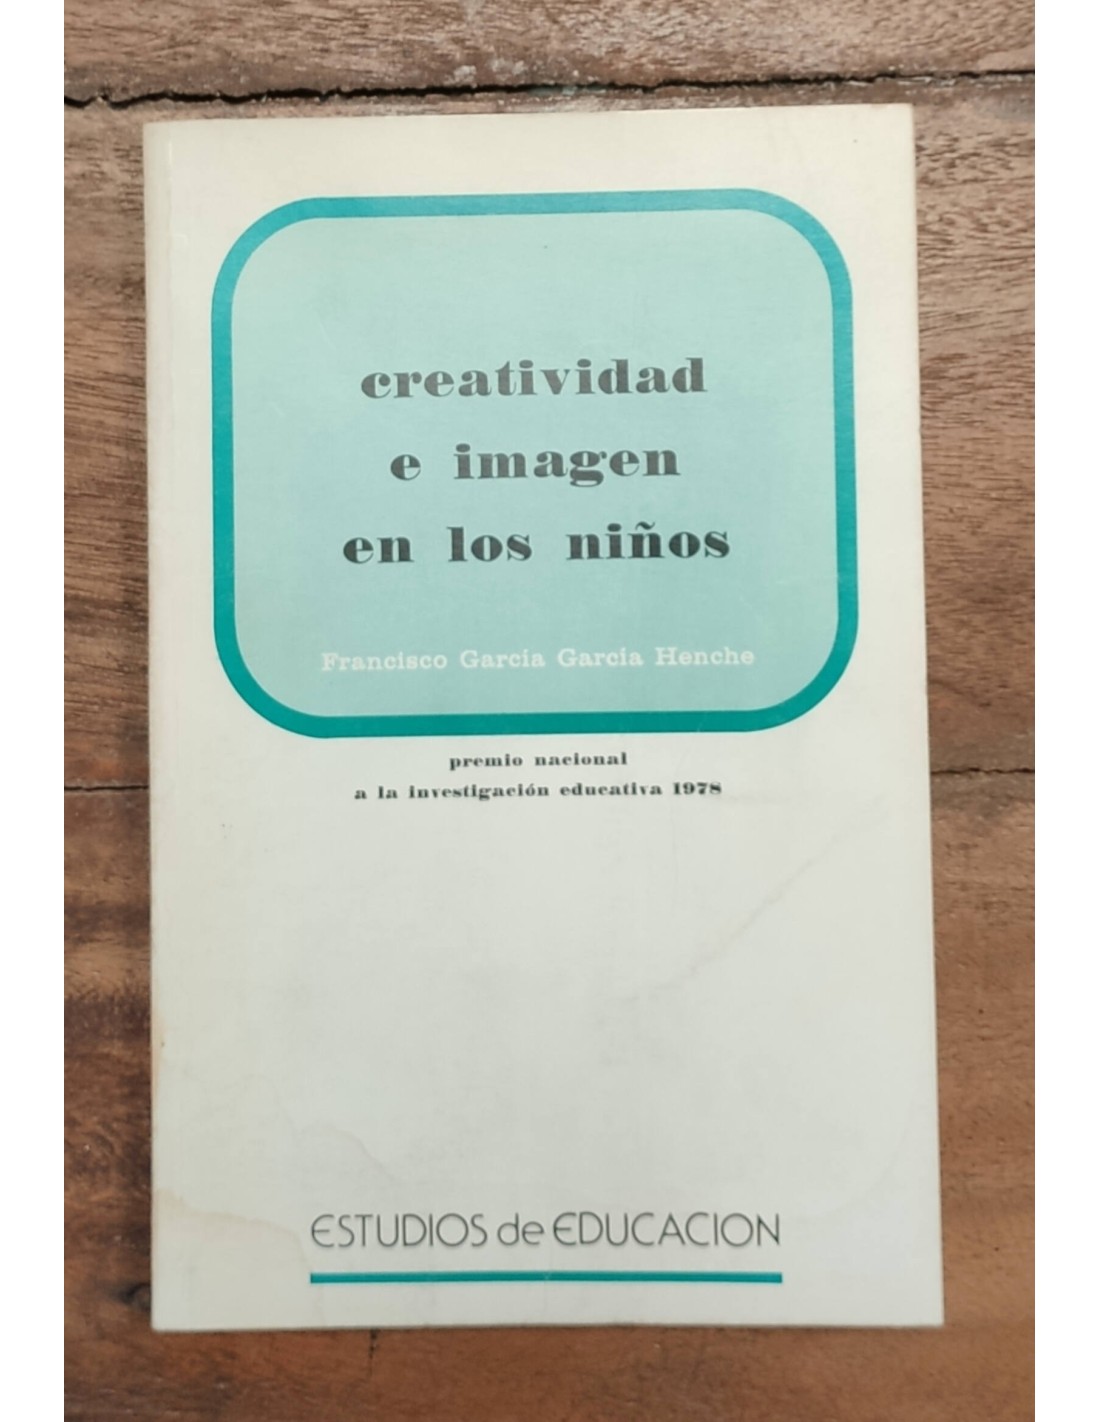 creatividad
e imagen
en los niños
Francisco García García Henche
premio nacional
a la investigación educativa 1978
ESTUDIOS de EDUCACION